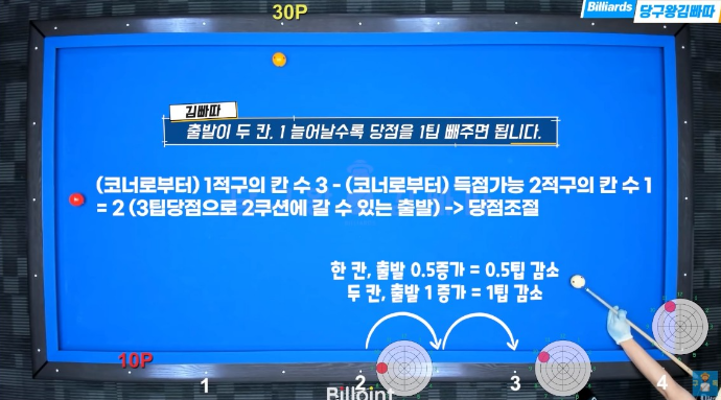 30P
Billiards 당구왕김빠따
김빠따
출발이 두 칸, 1 늘어날수록 당점을 1팁 빼주면 됩니다.
(코너로부터) 1적구의 칸 수 3 - (코너로부터) 득점가능 2적구의 칸 수 1
= 2 (3팁당점으로 2쿠션에 갈 수 있는 출발) -> 당점조절
한 칸, 출발 0.5증가 = 0.5팁 감소
두 칸, 출발 1 증가 = 1팁 감소
10P
1 2 3 4